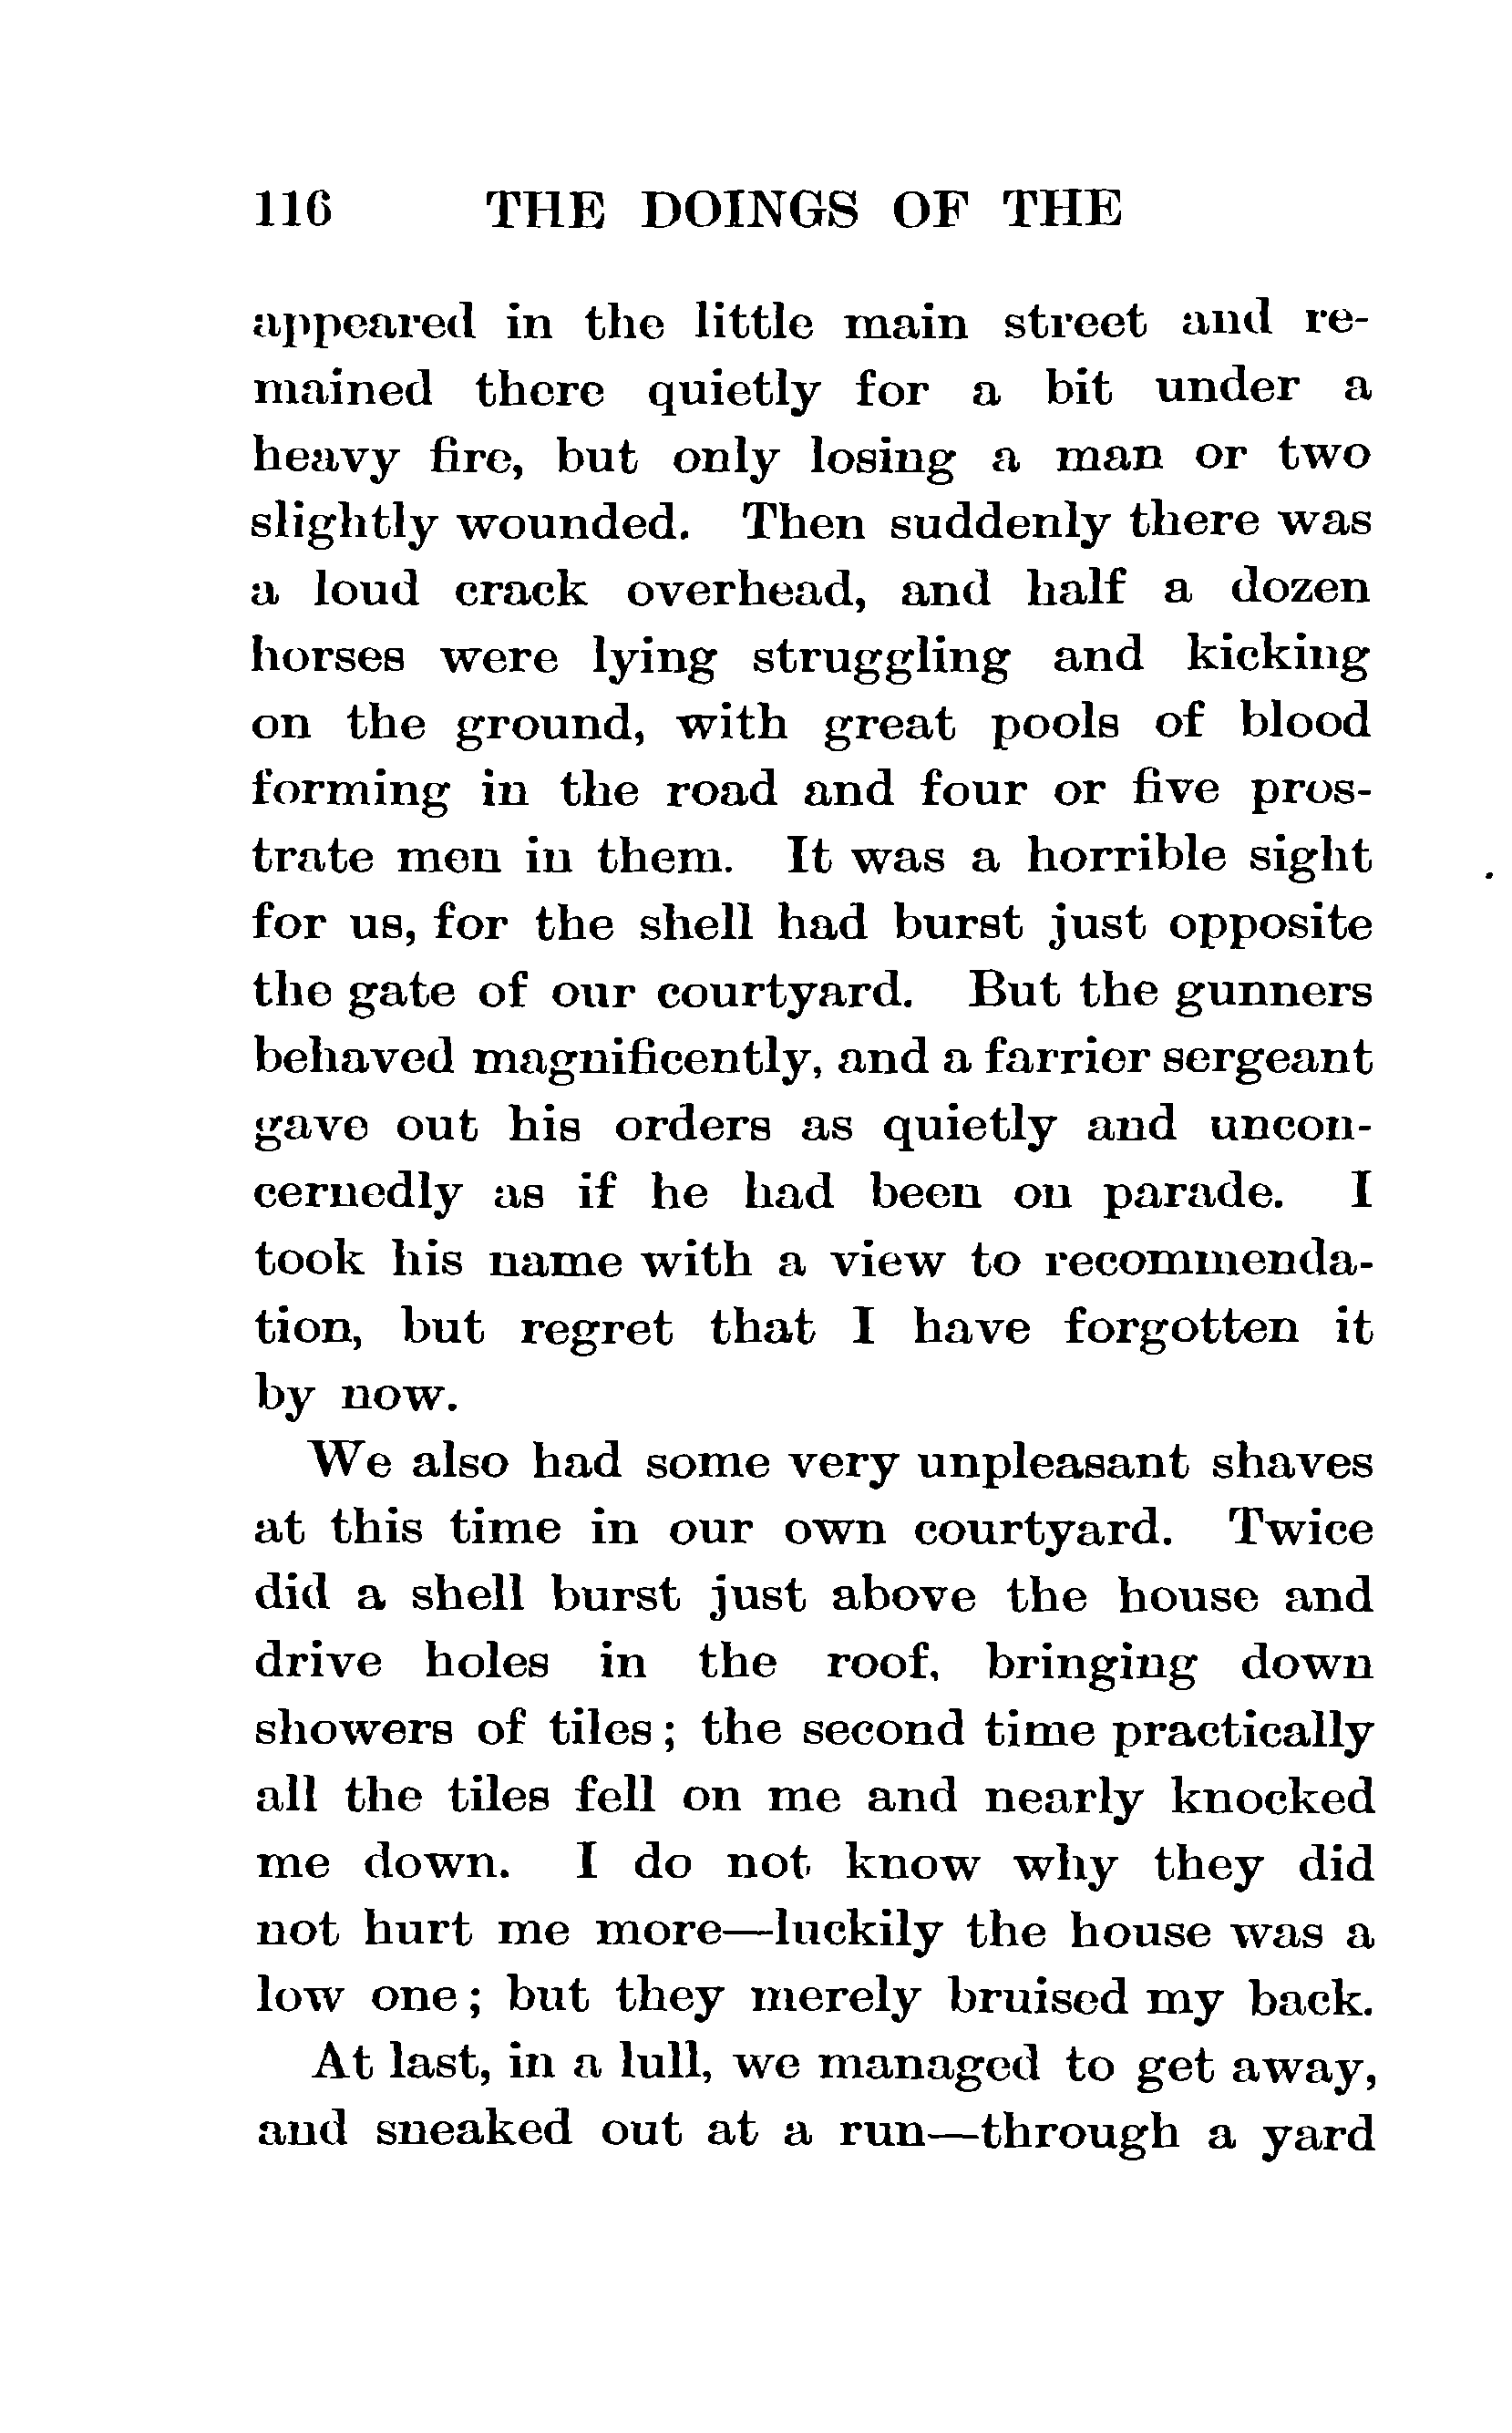 116 THE DOINGS OF THE
appeared in the little main street and re-
mained there quietly for a bit under a
heavy fire, but only losing a man or two
slightly wounded. Then suddenly there was
a loud crack overhead, and half a dozen
horses were lying struggling and kicking
on the ground, with great pools of blood
forming in the road and four or five pros-
trate men in them. It was a horrible sight
for us, for the shell had burst just opposite
the gate of our courtyard. But the gunners
behaved magnificently, and a farrier sergeant
gave out his orders as quietly and uncon-
cernedly as if he had been on parade. I
took his name with a view to recommenda-
tion, but regret that I have forgotten it
by now.
We also had some very unpleasant shaves
at this time in our own courtyard. Twice
did a shell burst just above the house and
drive holes in the roof, bringing down
showers of tiles; the second time practically
all the tiles fell on me and nearly knocked
me down. I do not know why they did
not hurt me more—luckily the house was a
low one; but they merely bruised my back.
At last, in a lull, we managed to get away,
and sneaked out at a run—through a yard